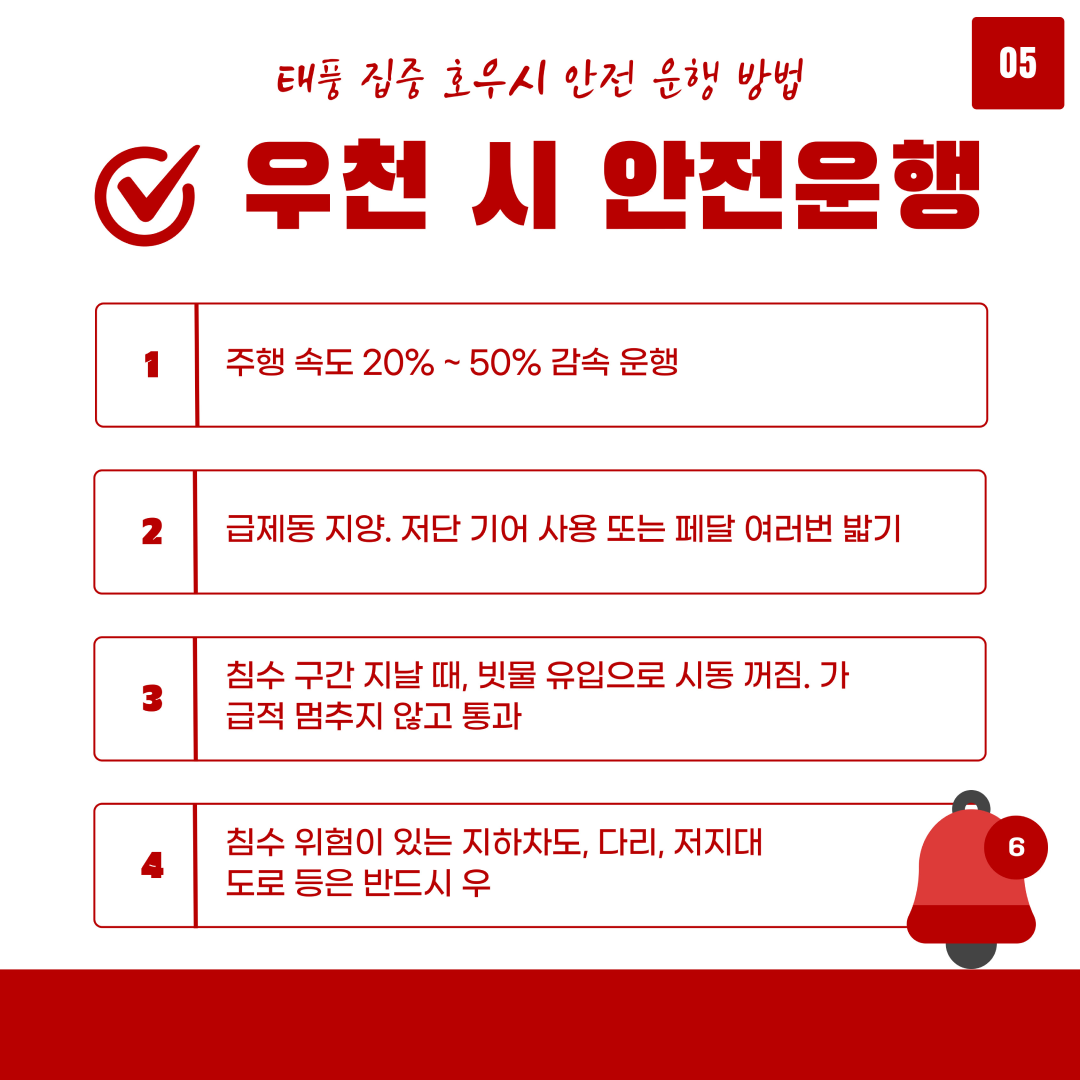 05
태풍 집중 호우시 안전 운행 방법
우천 시 안전운행
1
주행 속도 20% ~ 50% 감속 운행
2
급제동 지양. 저단 기어 사용 또는 페달 여러번 밟기
3
침수 구간 지날 때, 빗물 유입으로 시동 꺼짐. 가
급적 멈추지 않고 통과
4
침수 위험이 있는 지하차도, 다리, 저지대
도로 등은 반드시 우
6